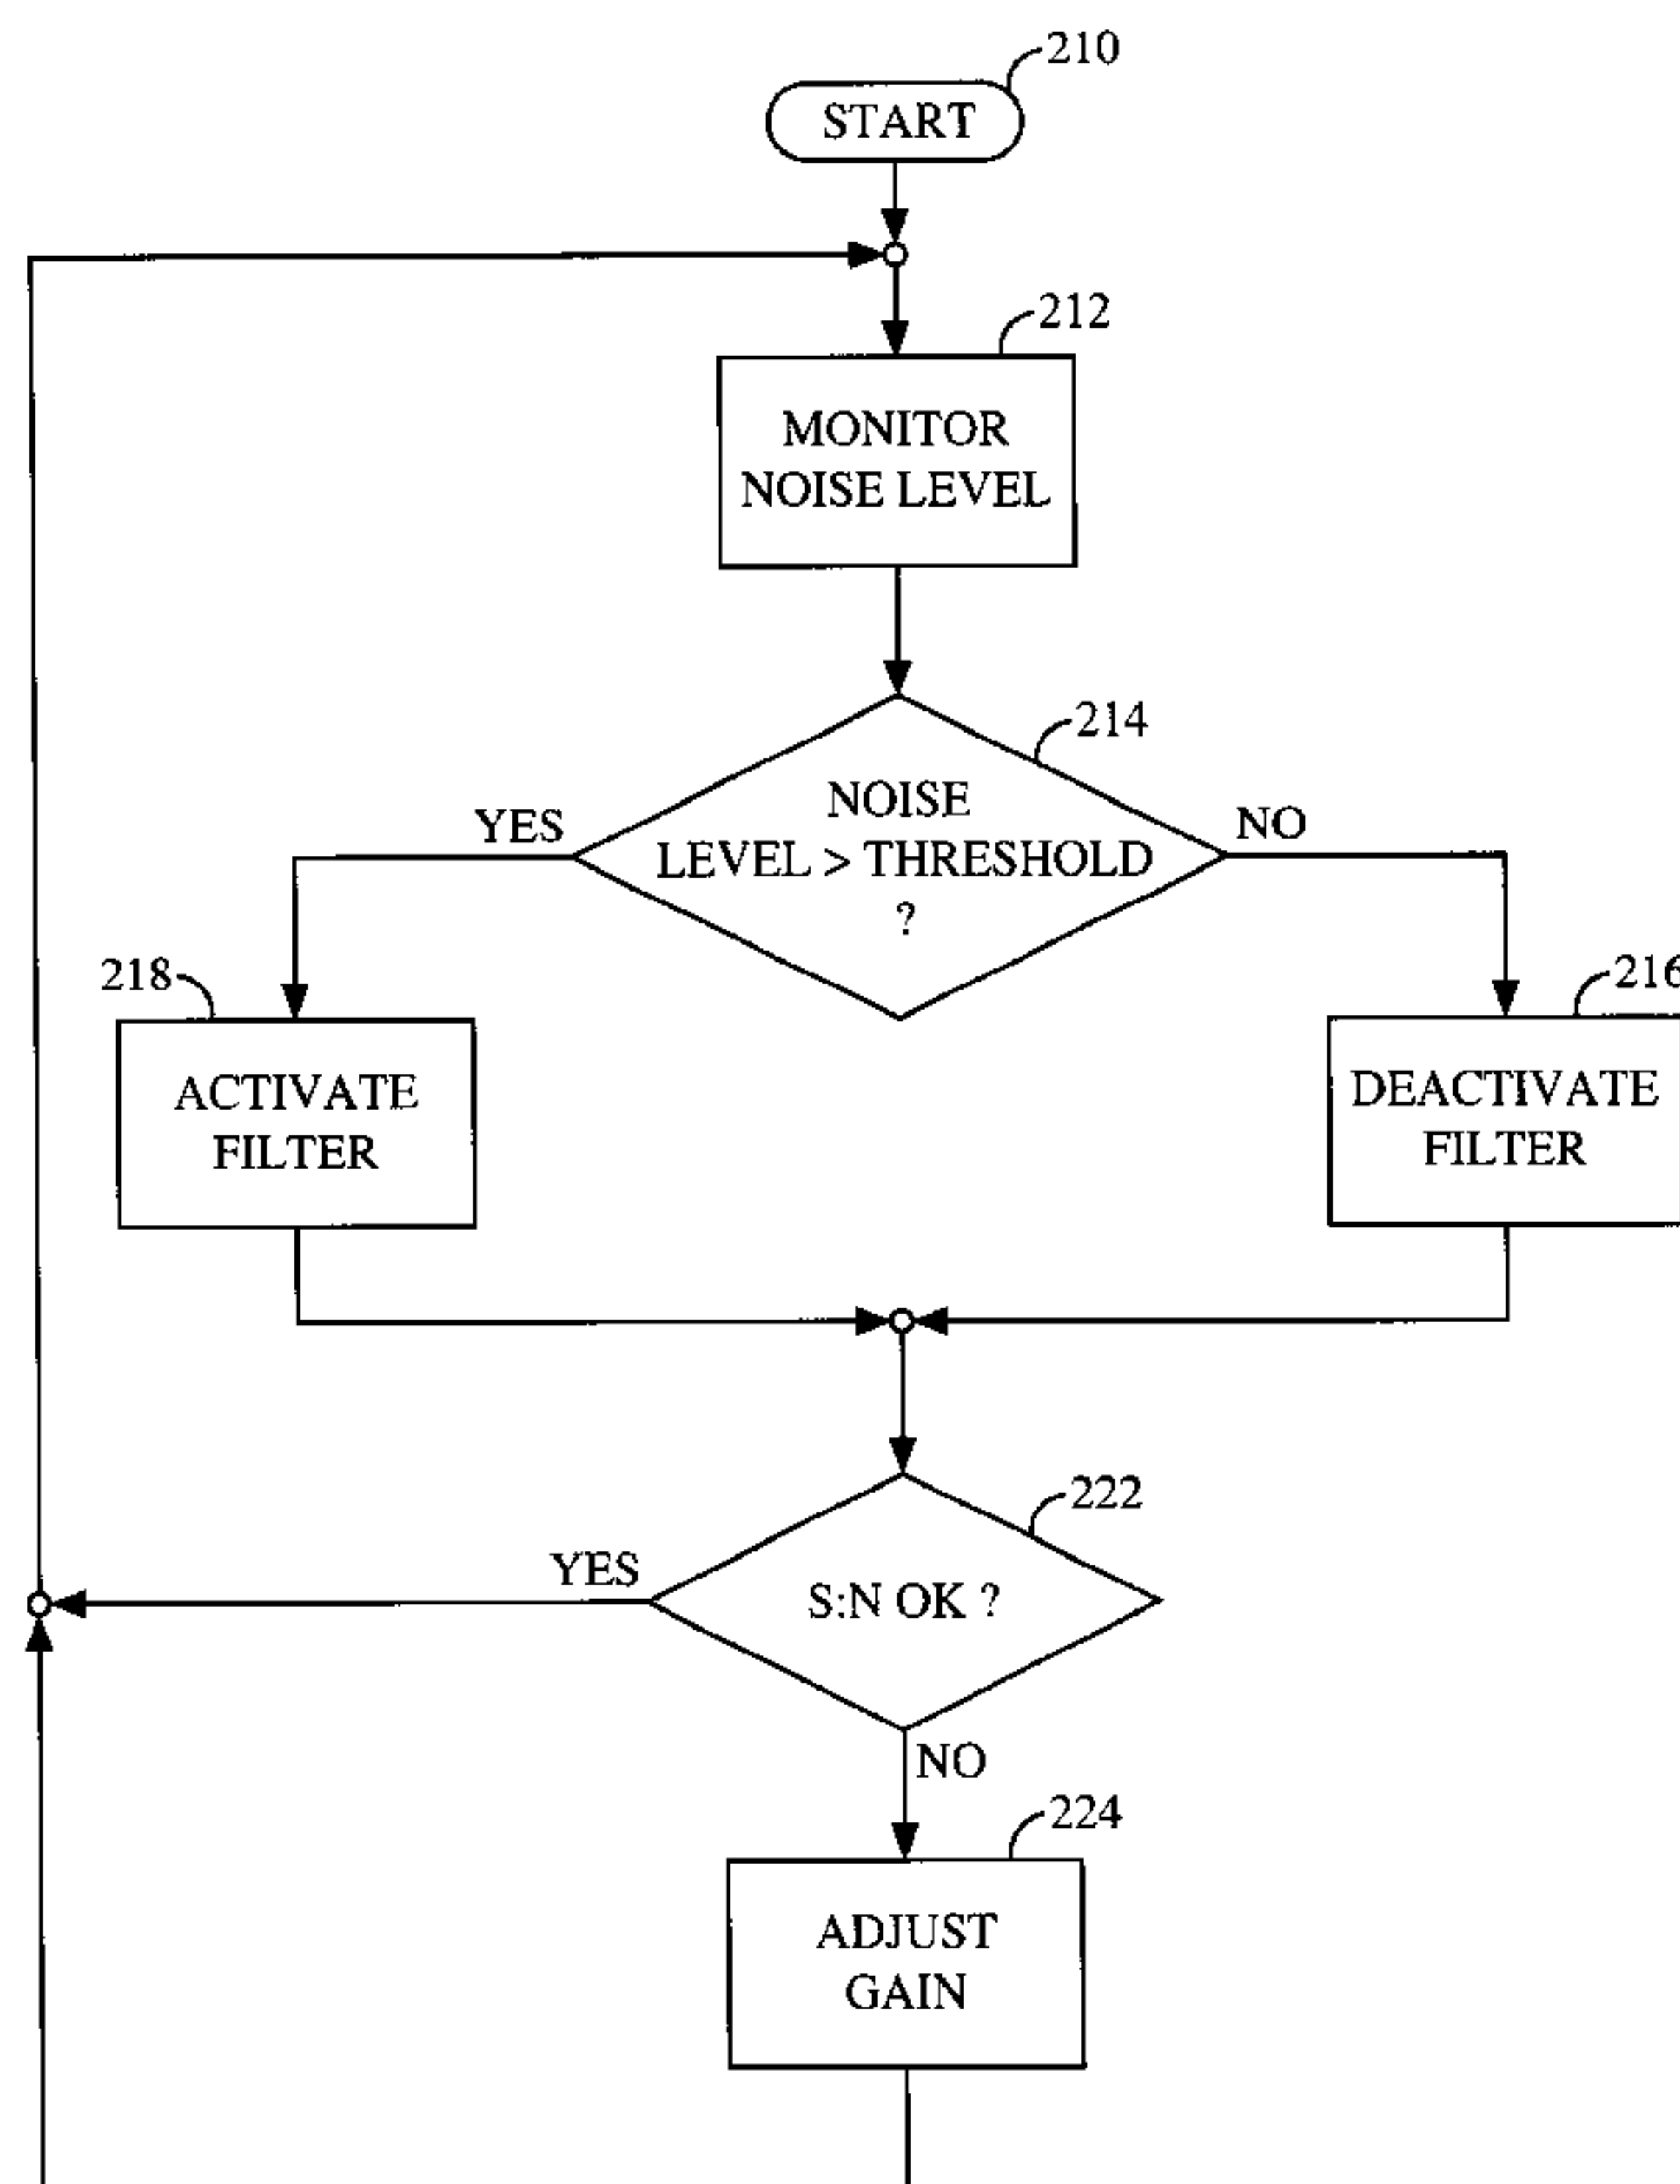 210
START
212
MONITOR
NOISE LEVEL
214
NOISE
LEVEL > THRESHOLD
?
YES
NO
218
216
ACTIVATE
FILTER
DEACTIVATE
FILTER
222
YES
S:N OK ?
NO
224
ADJUST
GAIN